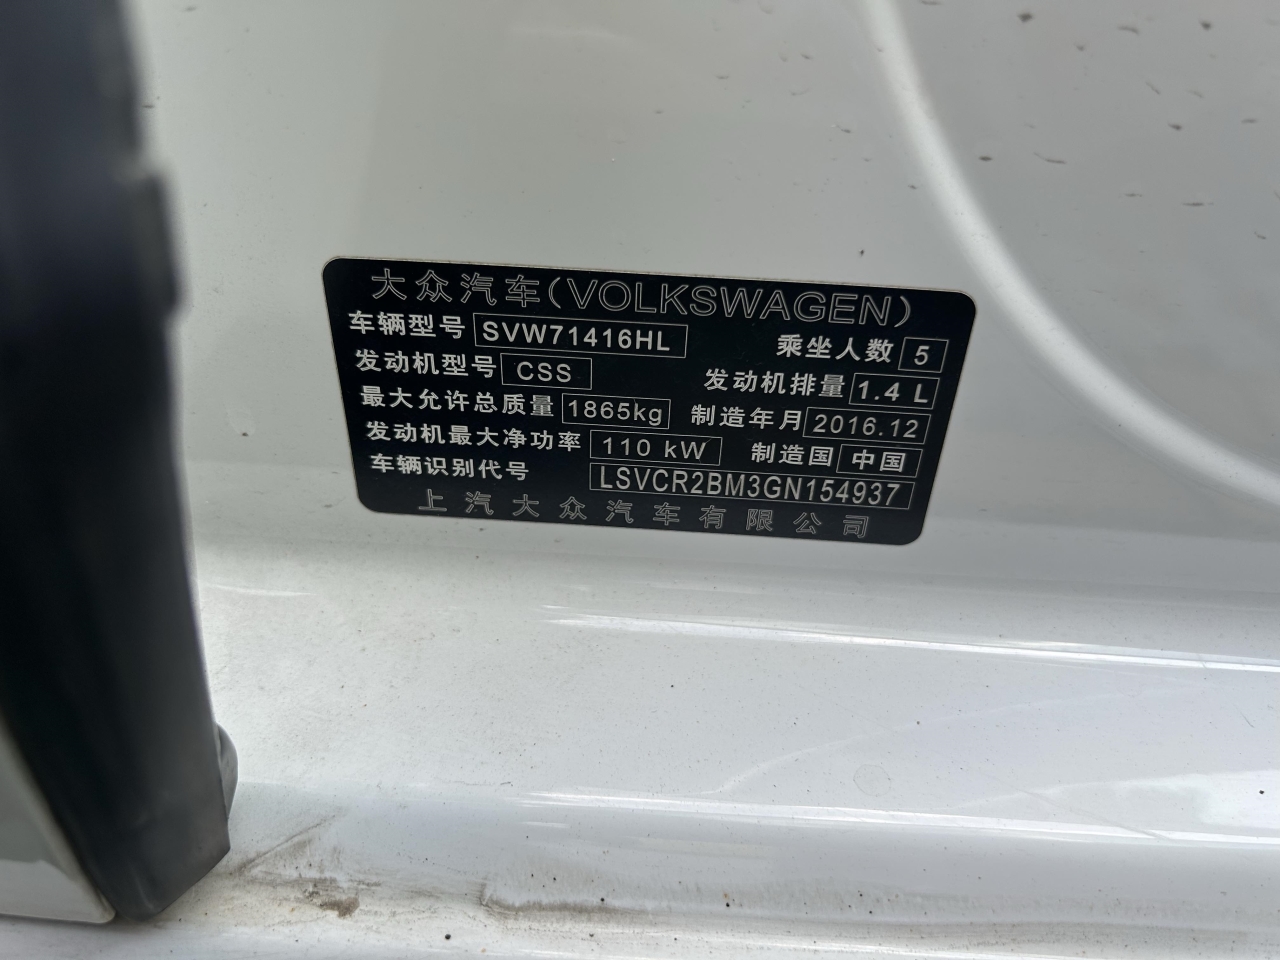 大众汽车(VOLKSWAGEN)
车辆型号 SVW71416HL 乘坐人数 5
发动机型号 CSS 发动机排量 1.4 L
最大允许总质量 1865kg 制造年月 2016.12
发动机最大净功率 110 kW 制造国 中国
车辆识别代号 LSVCR2BM3GN154937
上汽大众汽车有限公司